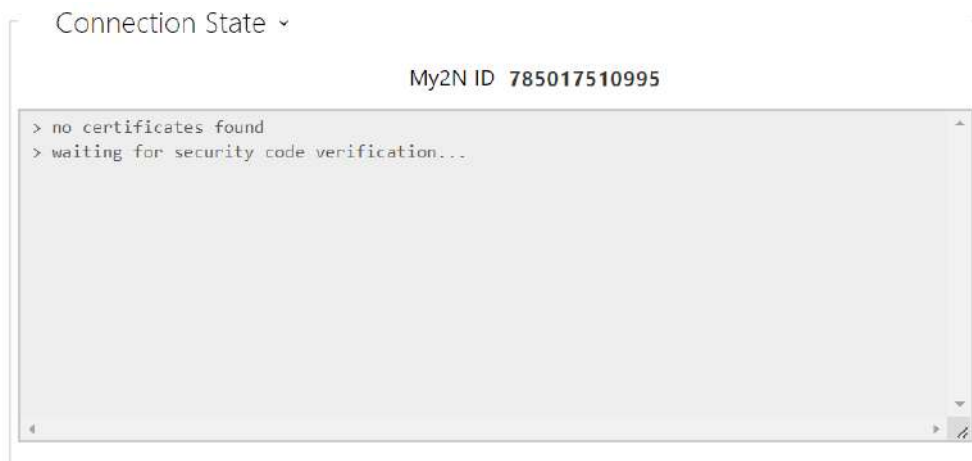 Connection State
My2N ID 785017510995
> no certificates found
> waiting for security code verification...